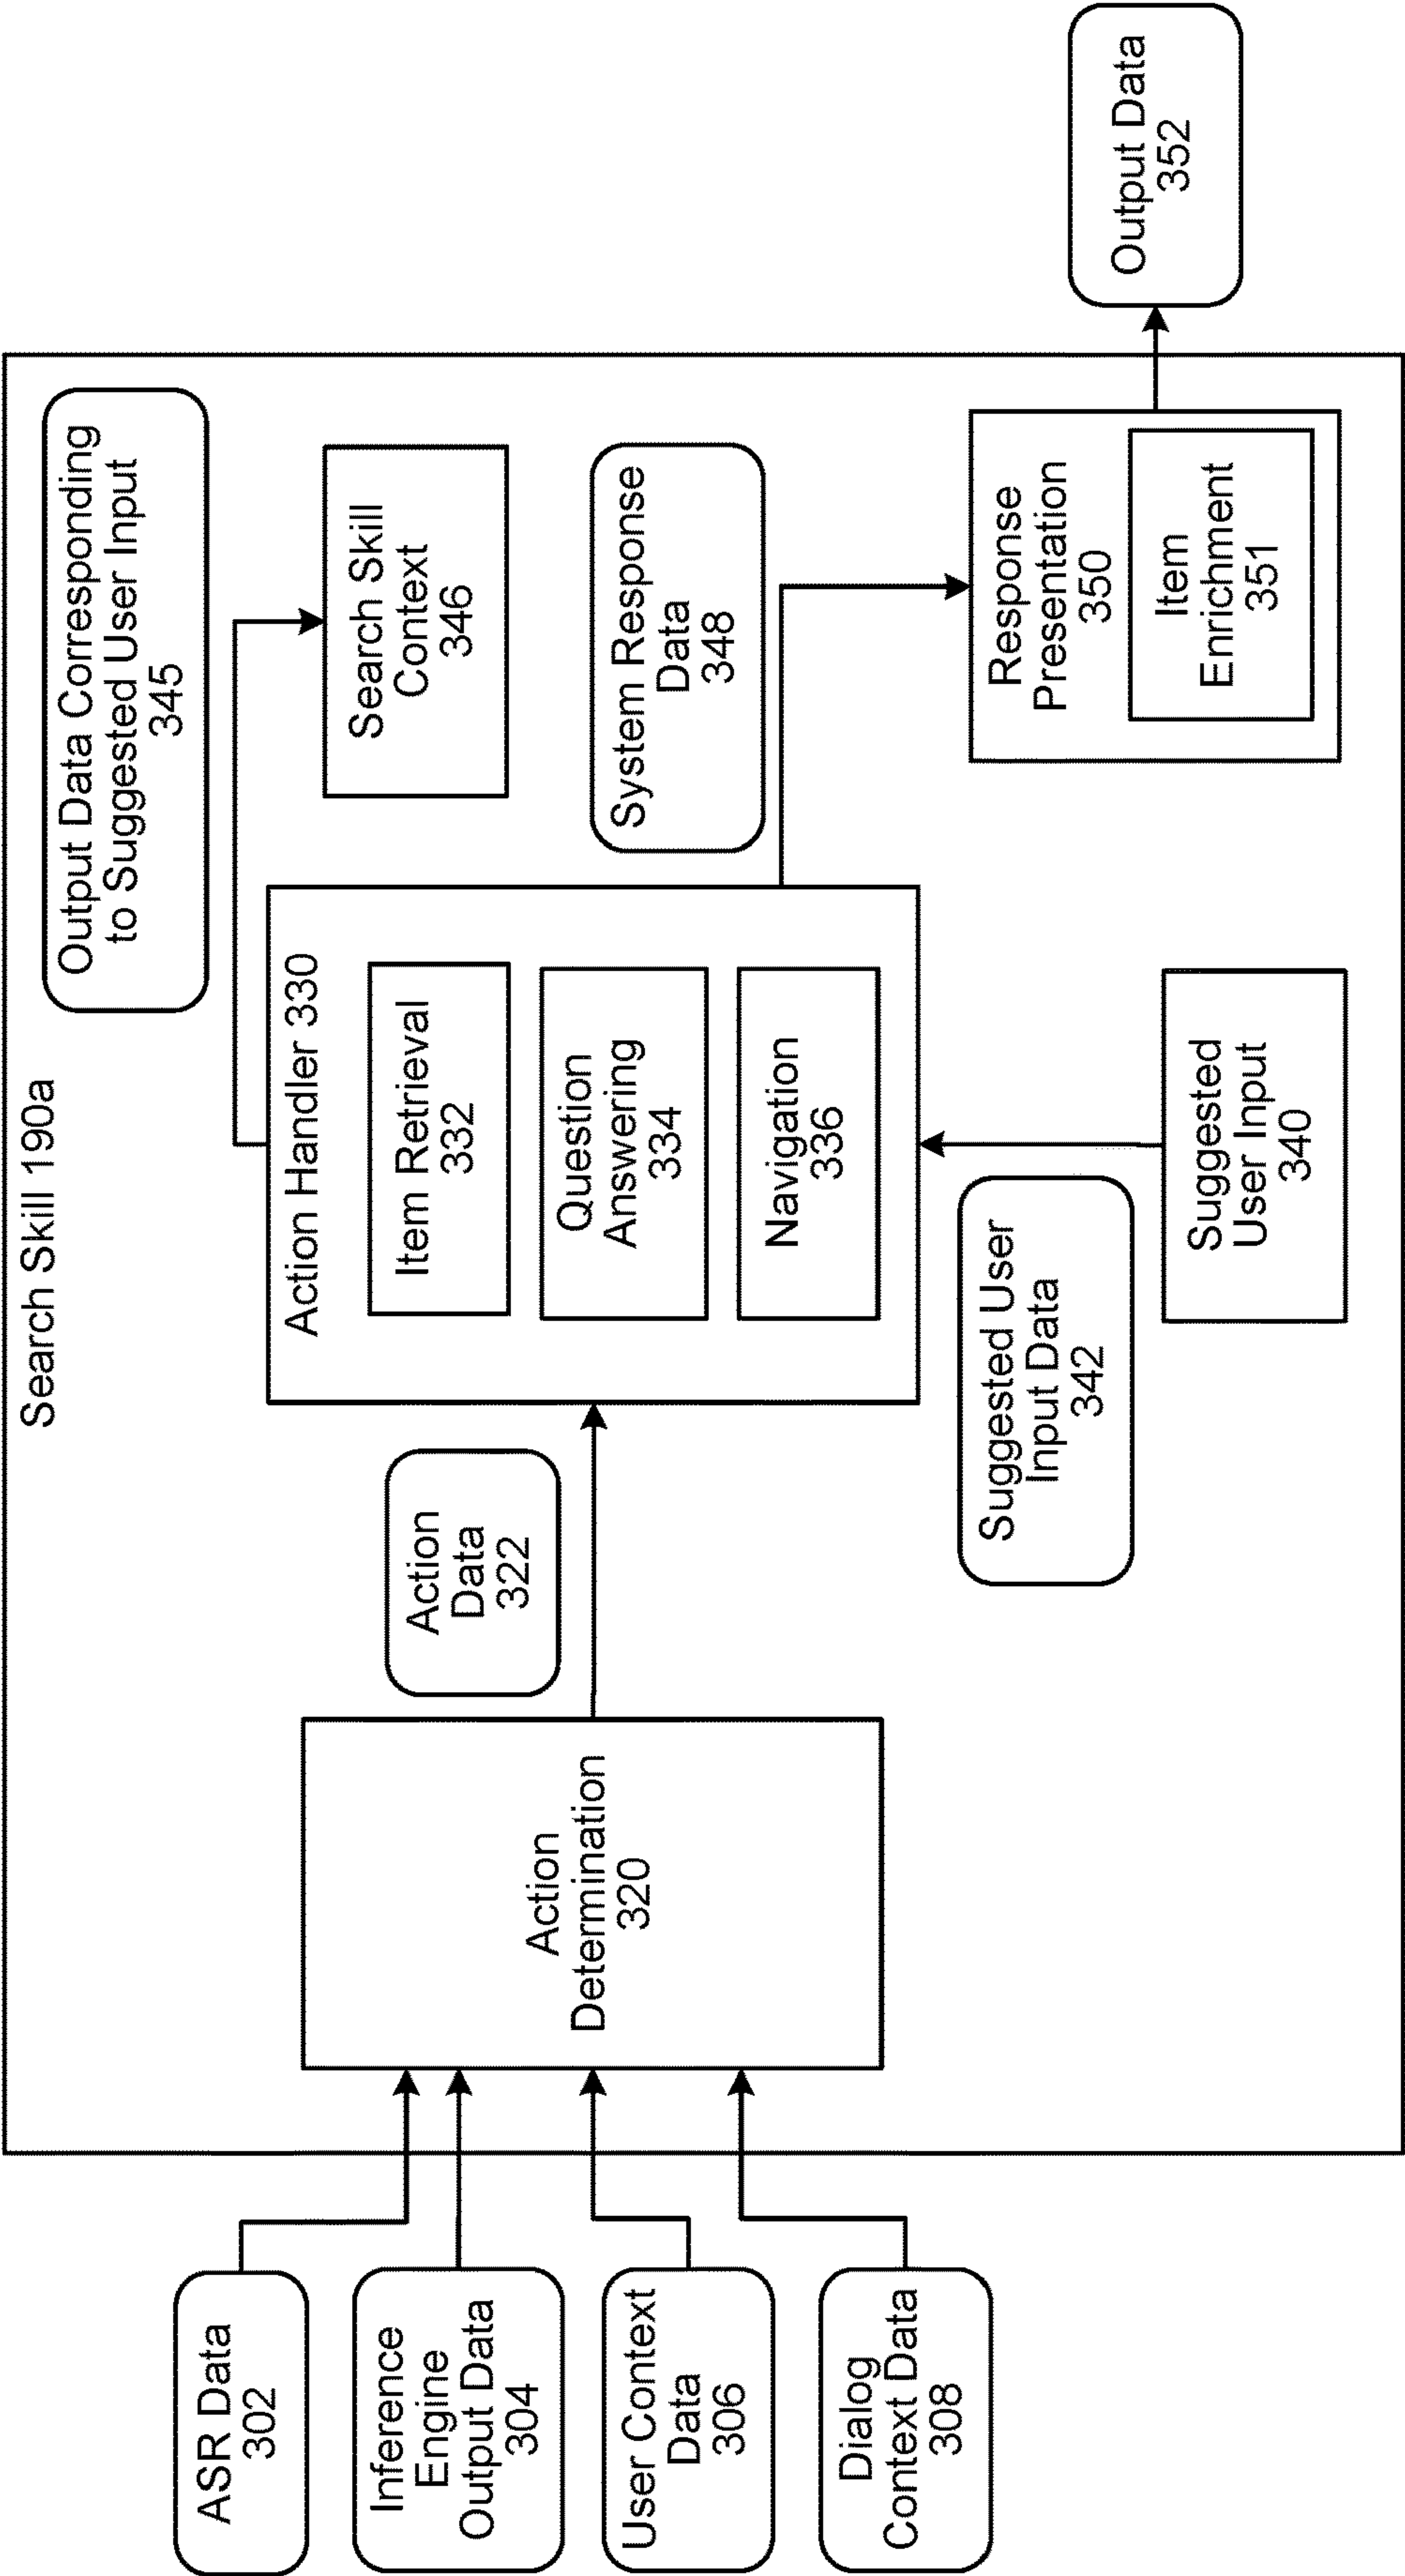 Search Skill 190a
ASR Data
302
Inference
Engine
Output Data
304
User Context
Data
306
Dialog
Context Data
308
Action
Determination
320
Action
Data
322
Action Handler 330
Item Retrieval
332
Question
Answering
334
Navigation
336
Suggested User
Input Data
342
Suggested
User Input
340
Output Data Corresponding
to Suggested User Input
345
Search Skill
Context
346
System Response
Data
348
Response
Presentation
350
Item
Enrichment
351
Output Data
352